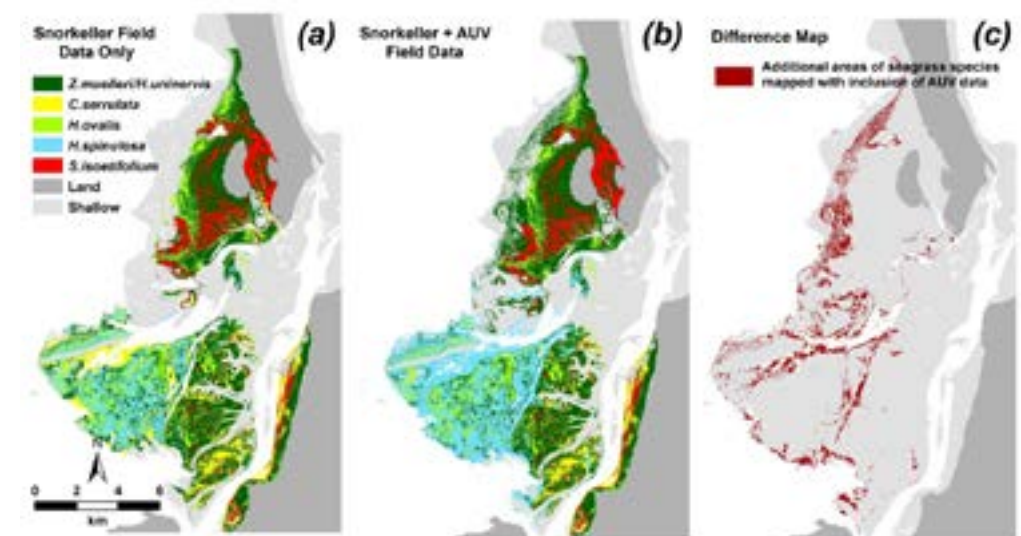 Snorkeller Field
Data Only
(a)
Z.muelleri/H.uninervis
C.serrulata
H.ovalis
H.spinulosa
S.isoetifolium
Land
Shallow
N
0 2 4 6
km
Snorkeller + AUV
Field Data
(b)
Difference Map
(c)
Additional areas of seagrass species
mapped with inclusion of AUV data